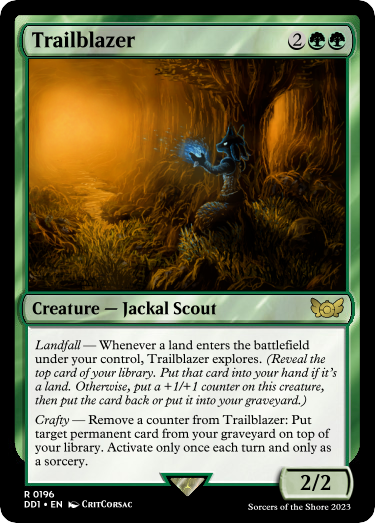 Trailblazer 2
Creature — Jackal Scout
Landfall — Whenever a land enters the battlefield
under your control, Trailblazer explores. (Reveal the
top card of your library. Put that card into your hand if it's
a land. Otherwise, put a +1/+1 counter on this creature,
then put the card back or put it into your graveyard.)
Crafty — Remove a counter from Trailblazer: Put
target permanent card from your graveyard on top of
your library. Activate only once each turn and only as
a sorcery.
2/2
R 0196
DD1 • EN CritCorsac
Sorcers of the Shore 2023